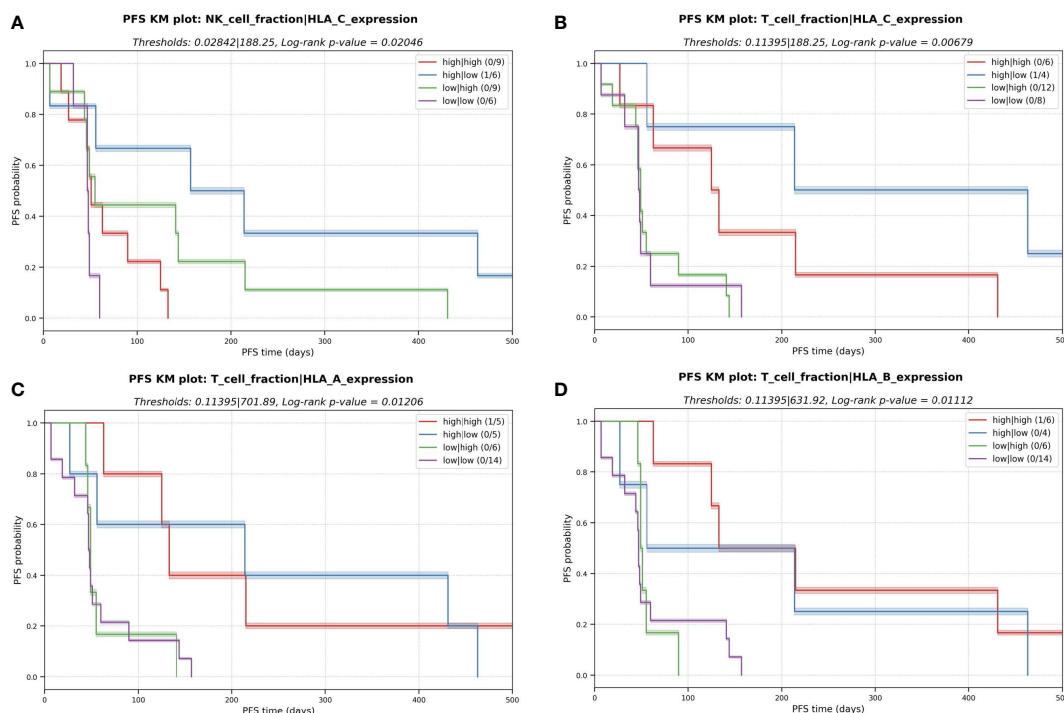 A
PFS KM plot: NK_cell_fraction|HLA_C_expression
Thresholds: 0.02842|188.25, Log-rank p-value = 0.02046
high|high (0/9)
high|low (1/6)
low|high (0/9)
low|low (0/6)
PFS probability
1.0
0.8
0.6
0.4
0.2
0.0
0
100
200
300
400
500
PFS time (days)
B
PFS KM plot: T_cell_fraction|HLA_C_expression
Thresholds: 0.11395|188.25, Log-rank p-value = 0.00679
high|high (0/6)
high|low (1/4)
low|high (0/12)
low|low (0/8)
PFS probability
1.0
0.8
0.6
0.4
0.2
0.0
0
100
200
300
400
500
PFS time (days)
C
PFS KM plot: T_cell_fraction|HLA_A_expression
Thresholds: 0.11395|701.89, Log-rank p-value = 0.01206
high|high (1/5)
high|low (0/5)
low|high (0/6)
low|low (0/14)
PFS probability
1.0
0.8
0.6
0.4
0.2
0.0
0
100
200
300
400
500
PFS time (days)
D
PFS KM plot: T_cell_fraction|HLA_B_expression
Thresholds: 0.11395|631.92, Log-rank p-value = 0.01112
high|high (1/6)
high|low (0/4)
low|high (0/6)
low|low (0/14)
PFS probability
1.0
0.8
0.6
0.4
0.2
0.0
0
100
200
300
400
500
PFS time (days)